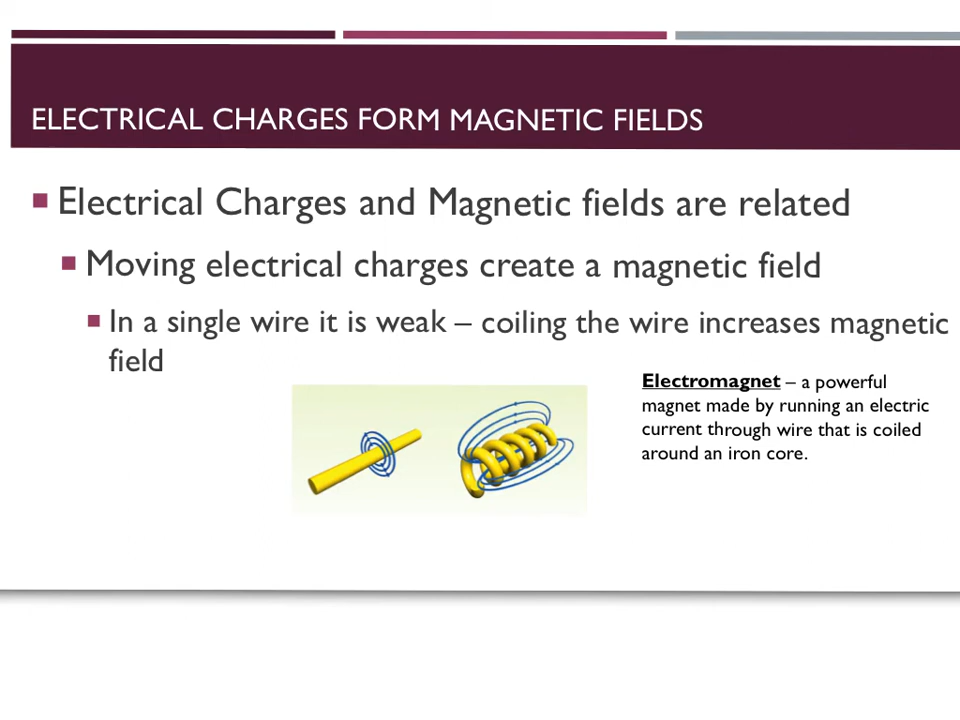 ELECTRICAL CHARGES FORM MAGNETIC FIELDS
Electrical Charges and Magnetic fields are related
Moving electrical charges create a magnetic field
In a single wire it is weak – coiling the wire increases magnetic
field
Electromagnet – a powerful
magnet made by running an electric
current through wire that is coiled
around an iron core.